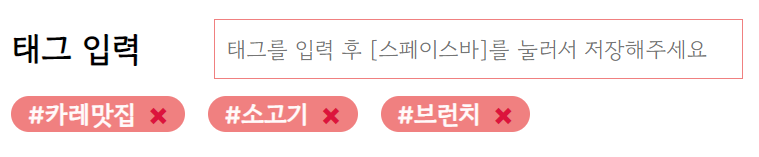 태그 입력 태그를 입력 후 [스페이스바]를 눌러서 저장해주세요
#카레맛집 ✖ #소고기 ✖ #브런치 ✖